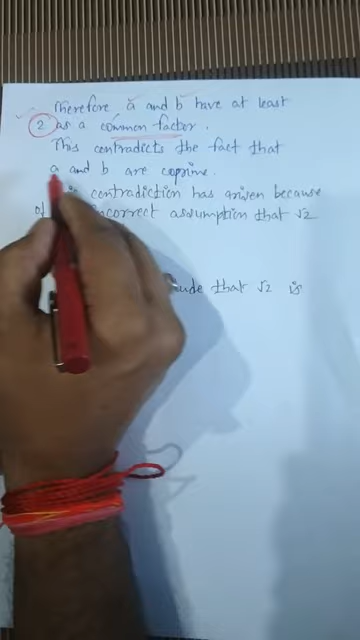 Therefore a and b have at least
2 as a common factor.
This contradicts the fact that
a and b are coprime.
contradiction has arisen because
of incorrect assumption that √2
that √2 is